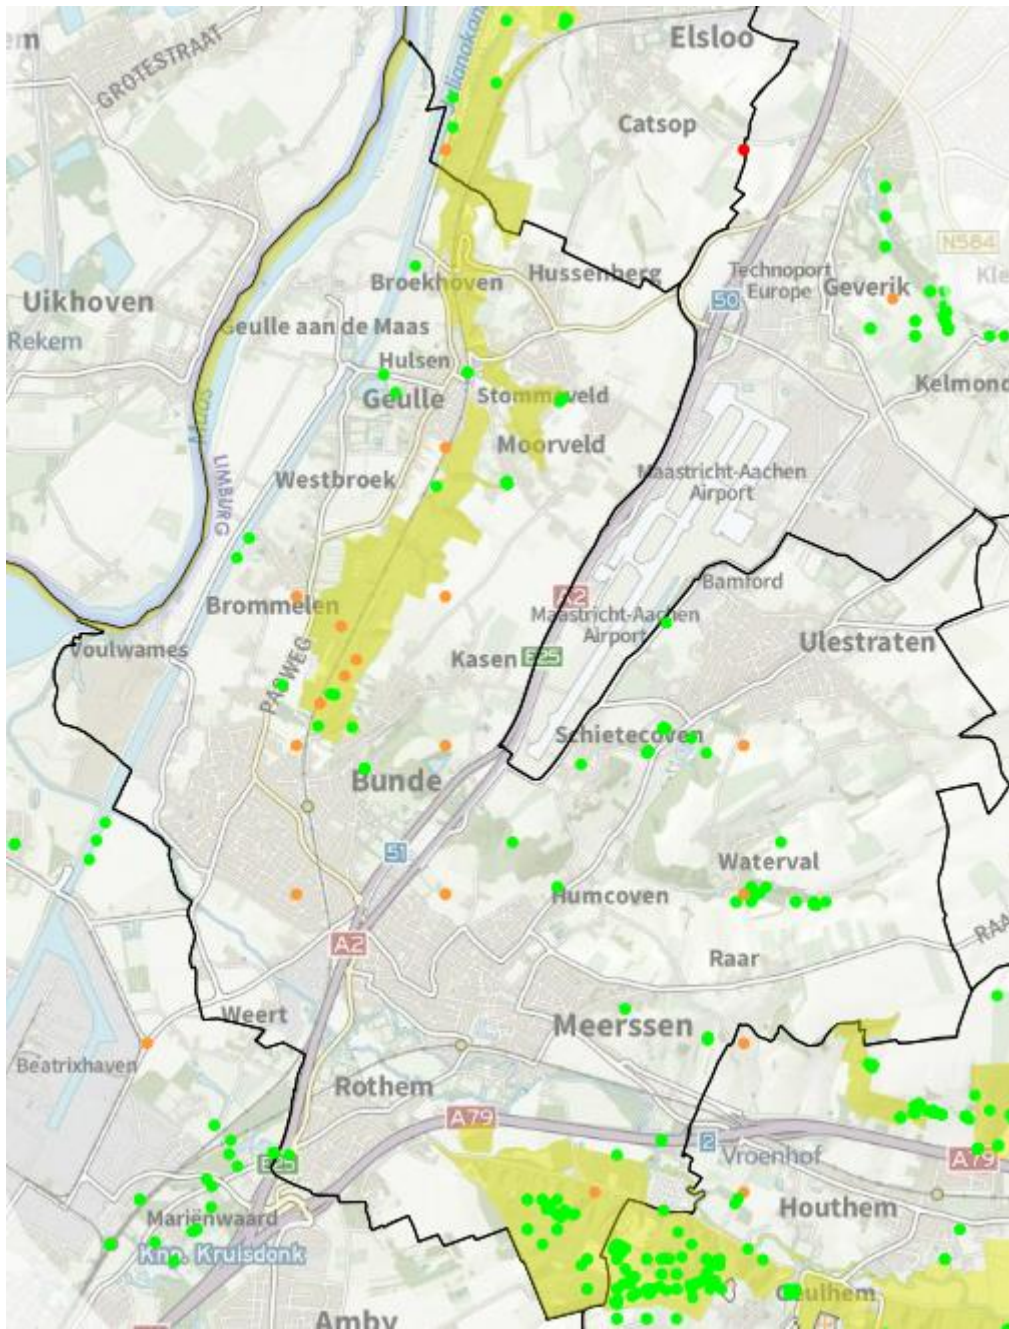 Elsloo
GROTESTRAAT
Catsop
N584
Technoport
Europe
Geverik
Hussenberg
Broekhoven
50
Uikhoven
Geulle aan de Maas
Rekem
Hulsen
Geulle
Stommeveld
Moorveld
Maastricht-Aachen
Airport
Westbroek
LIMBURG
Bamford
A2
Brommelen
Maastricht-Aachen
Airport
Ulestraten
Voulwames
Kasen
E25
PASWEG
Schietecoven
Bunde
51
Waterval
Humcoven
A2
Raar
Weert
Meerssen
Beatrixhaven
Rothem
A79
2
Vroenhof
A79
E25
Mariënwaard
Houthem
Knp. Kruisdonk
Geulhem
Amby